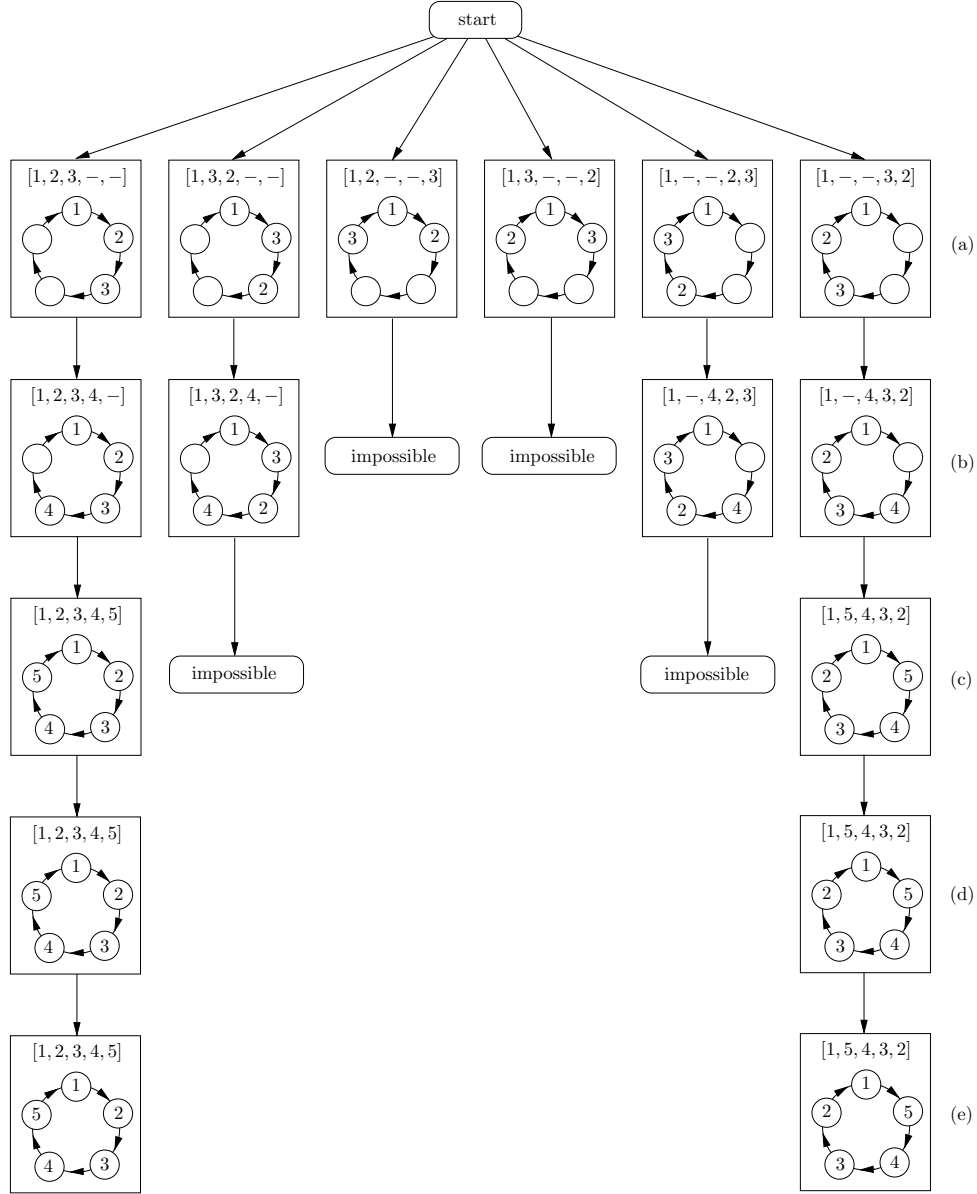 start
[1, 2, 3, −, −] [1, 3, 2, −, −] [1, 2, −, −, 3] [1, 3, −, −, 2] [1, −, −, 2, 3] [1, −, −, 3, 2]
1 1 1 1 1 1
2 3 3 2 2 3 3 2
3 2 2 3
(a)
[1, 2, 3, 4, −] [1, 3, 2, 4, −] [1, −, 4, 2, 3] [1, −, 4, 3, 2]
1 1 1 1
2 3 3 2
4 3 4 2 2 4 3 4
impossible impossible
(b)
[1, 2, 3, 4, 5] [1, 5, 4, 3, 2]
1 1
5 2 2 5
4 3 3 4
impossible impossible
(c)
[1, 2, 3, 4, 5] [1, 5, 4, 3, 2]
1 1
5 2 2 5
4 3 3 4
(d)
[1, 2, 3, 4, 5] [1, 5, 4, 3, 2]
1 1
5 2 2 5
4 3 3 4
(e)